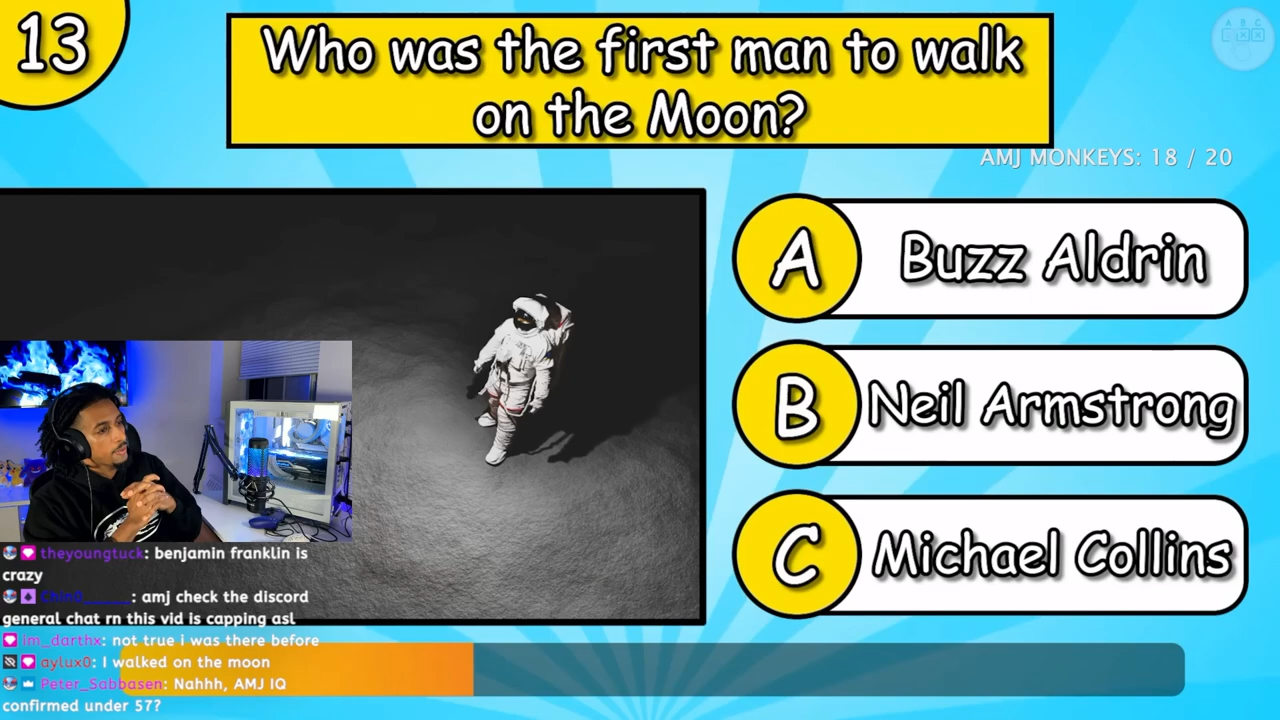 13
Who was the first man to walk
on the Moon?
AMJ MONKEYS: 18 / 20
A Buzz Aldrin
B Neil Armstrong
C Michael Collins
theyoungtuck: benjamin franklin is
crazy
: amj check the discord
general chat rn this vid is capping asl
im_darthx: not true i was there before
aylux0: I walked on the moon
Peter_Sabbasen: Nahhh, AMJ IQ
confirmed under 57?